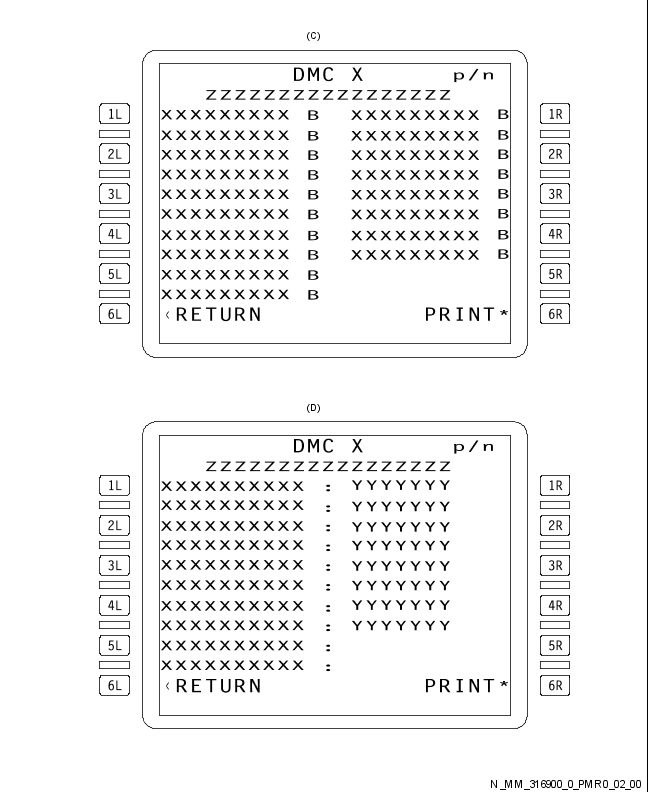 (C)
DMC X p/n
ZZZZZZZZZZZZZZZZZ
1L XXXXXXXXX B XXXXXXXXX B 1R
XXXXXXXXX B XXXXXXXXX B
2L XXXXXXXXX B XXXXXXXXX B 2R
XXXXXXXXX B XXXXXXXXX B
3L XXXXXXXXX B XXXXXXXXX B 3R
XXXXXXXXX B XXXXXXXXX B
4L XXXXXXXXX B XXXXXXXXX B 4R
XXXXXXXXX B XXXXXXXXX B
5L XXXXXXXXX B 5R
XXXXXXXXX B
6L <RETURN PRINT* 6R
(D)
DMC X p/n
ZZZZZZZZZZZZZZZZZ
1L XXXXXXXXXX : YYYYYYY 1R
XXXXXXXXXX : YYYYYYY
2L XXXXXXXXXX : YYYYYYY 2R
XXXXXXXXXX : YYYYYYY
3L XXXXXXXXXX : YYYYYYY 3R
XXXXXXXXXX : YYYYYYY
4L XXXXXXXXXX : YYYYYYY 4R
XXXXXXXXXX : YYYYYYY
5L XXXXXXXXXX : 5R
XXXXXXXXXX :
6L <RETURN PRINT* 6R
N_MM_316900_0_PMR0_02_00